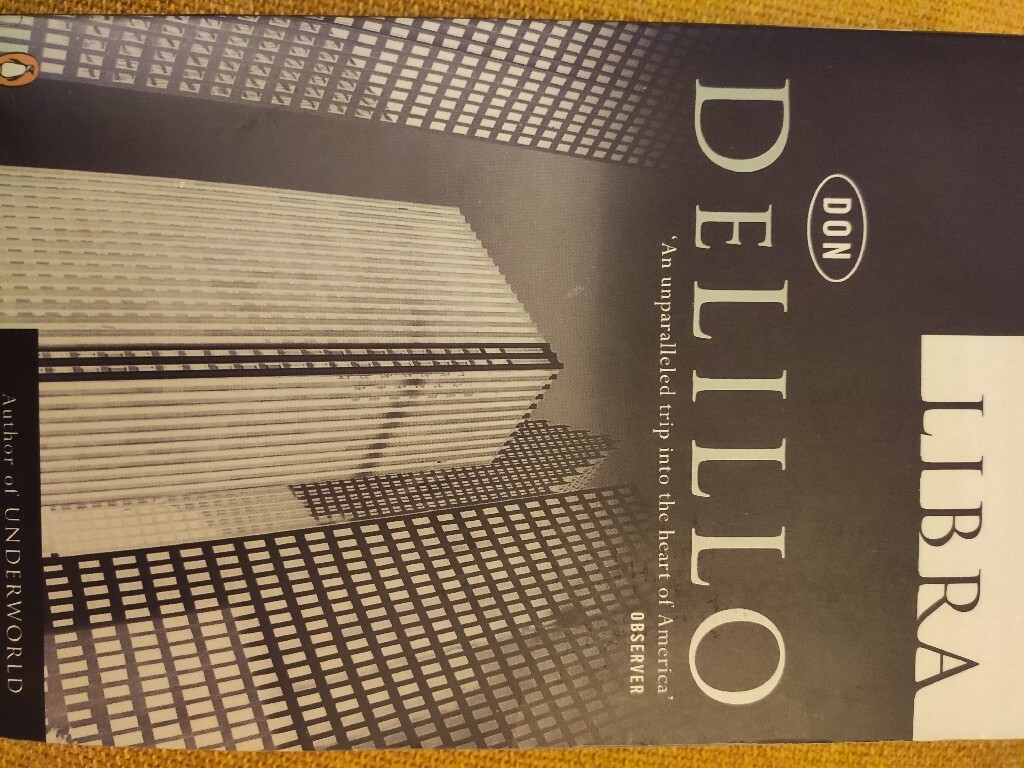 LIBRA
DON
DELILLO
‘An unparalleled trip into the heart of America’
OBSERVER
Author of UNDERWORLD